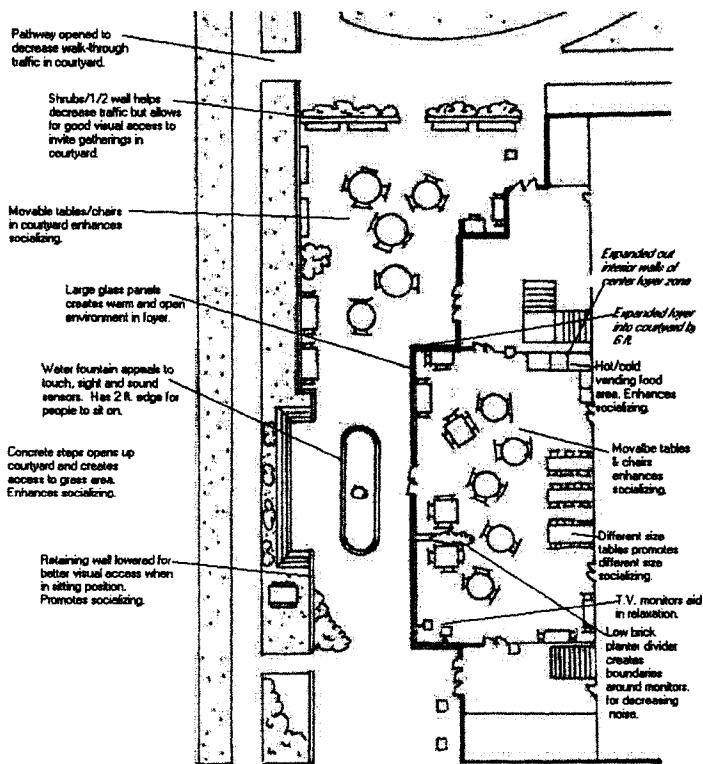 Pathway opened to
decrease walk-through
traffic in courtyard.
Shrubs/1/2 wall helps
decrease traffic but allows
for good visual access to
invite gatherings in
courtyard.
Movable tables/chairs
in courtyard enhances
socializing.
Large glass panels
creates warm and open
environment in foyer.
Water fountain appeals to
touch, sight and sound
sensors. Has 2 ft. edge for
people to sit on.
Concrete steps opens up
courtyard and creates
access to grass area.
Enhances socializing.
Retaining wall lowered for
better visual access when
in sitting position.
Promotes socializing.
Expanded out
interior walls of
center foyer zone
Expanded foyer
into courtyard by
6 ft.
Hot/cold
vending food
area. Enhances
socializing.
Movalbe tables
& chairs
enhances
socializing.
Different size
tables promotes
different size
socializing.
T.V. monitors aid
in relaxation.
Low brick
planter divider
creates
boundaries
around monitors.
for decreasing
noise.